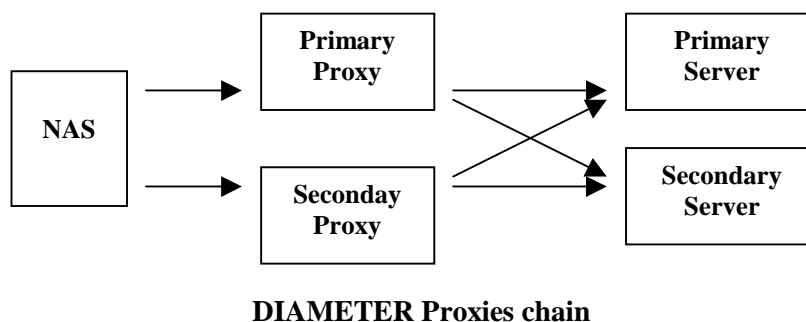 NAS
Primary
Proxy
Primary
Server
Seconday
Proxy
Secondary
Server
DIAMETER Proxies chain